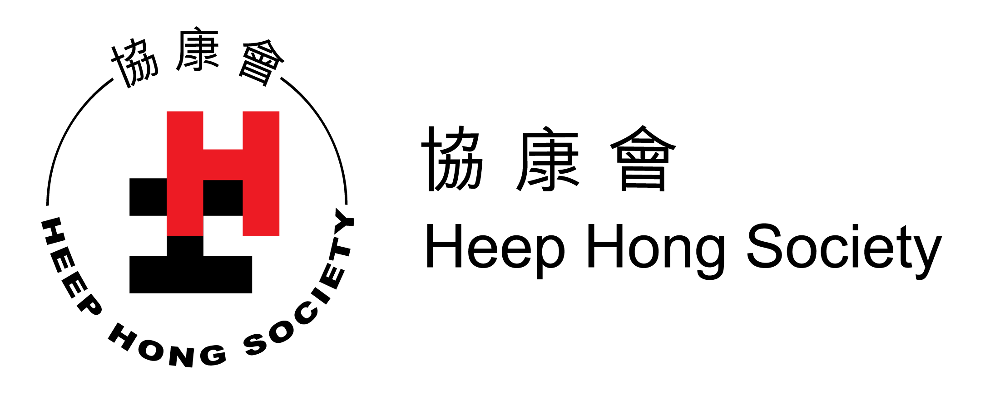 協康會
HEEP HONG SOCIETY
協康會
Heep Hong Society